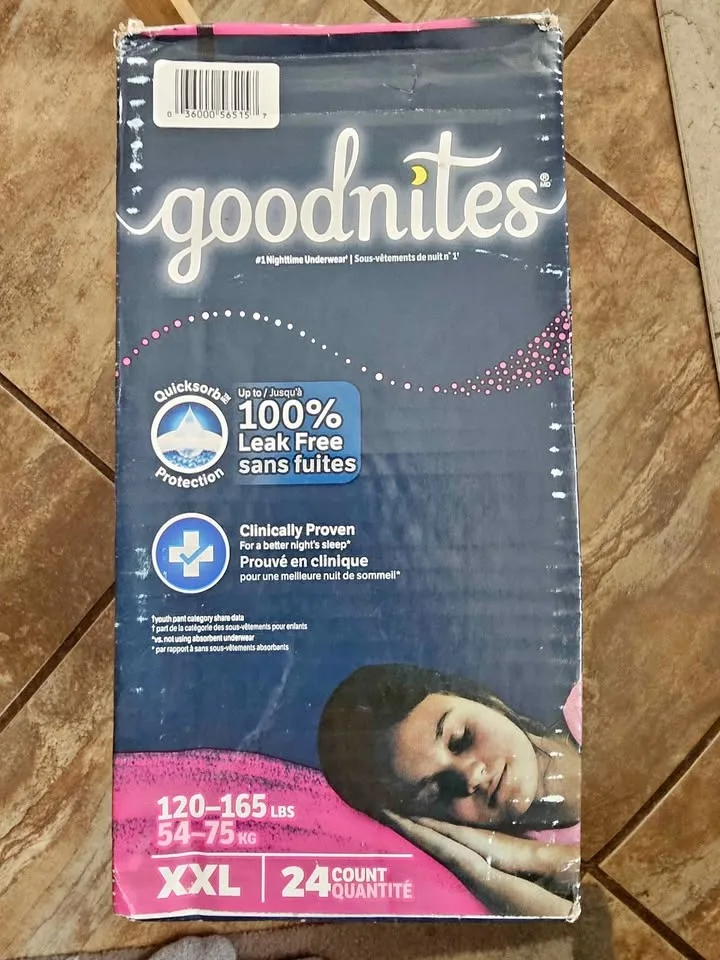 0 36000 56515 7
goodnites®
MD
#1 Nighttime Underwear† | Sous-vêtements de nuit n° 1†
Quicksorb™
Protection
Up to / Jusqu'à
100%
Leak Free
sans fuites
Clinically Proven
For a better night's sleep*
Prouvé en clinique
pour une meilleure nuit de sommeil*
†youth pant category share data
† part de la catégorie des sous-vêtements pour enfants
*vs. not using absorbent underwear
* par rapport à sans sous-vêtements absorbants
120–165 LBS
54–75 KG
XXL | 24 COUNT
QUANTITÉ